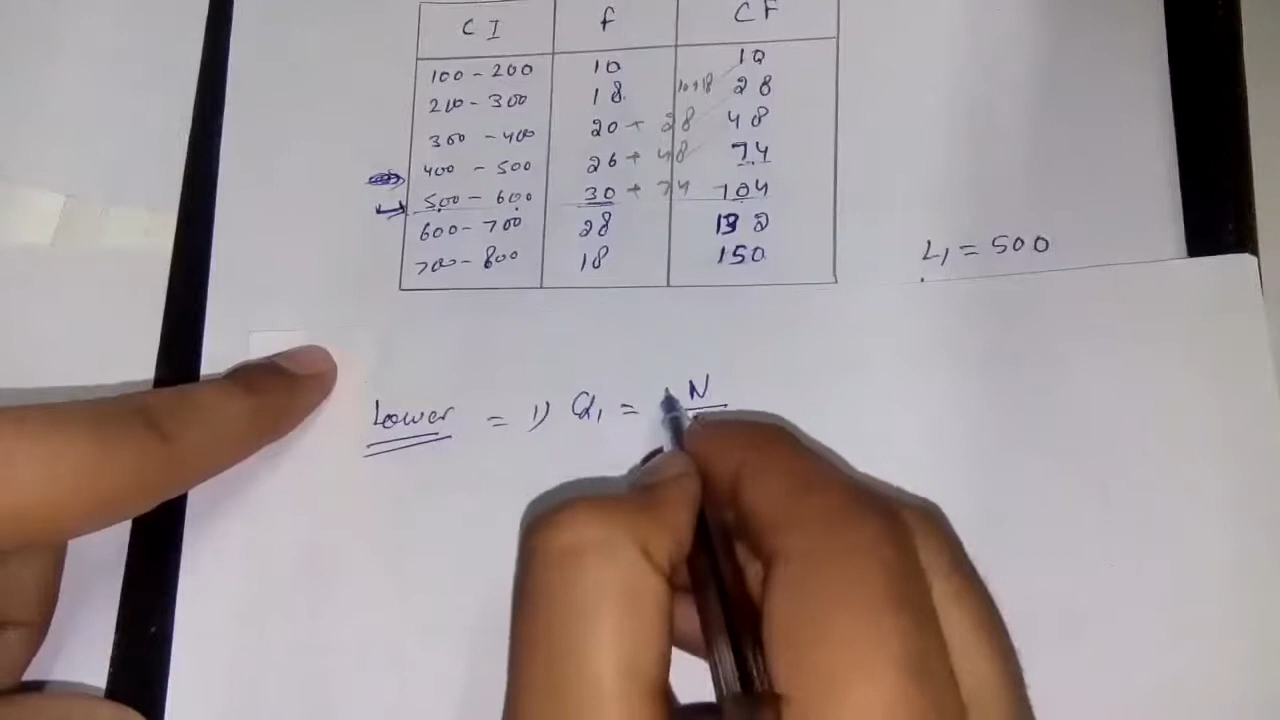 C I f C F
100 - 200 10 10
200 - 300 18 10+18 28
300 - 400 20 + 28 48
400 - 500 26 + 48 74
500 - 600 30 + 74 104
600 - 700 28 132
700 - 800 18 150
L₁ = 500
Lower = 1) Q₁ = N